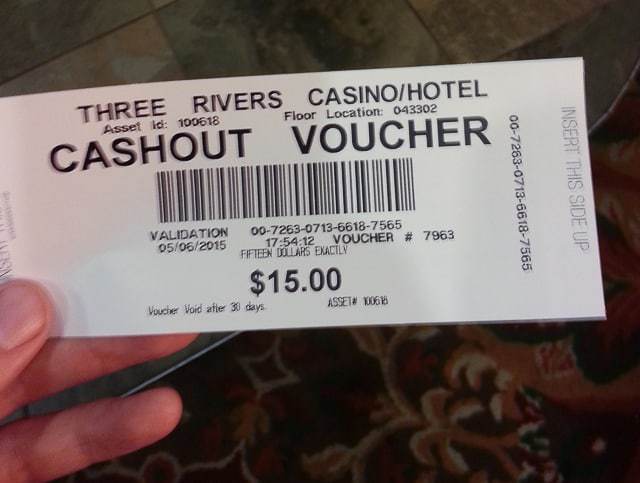 THREE RIVERS CASINO/HOTEL
Asset Id: 100618 Floor Location: 043302
CASHOUT VOUCHER
VALIDATION 00-7263-0713-6618-7565
05/06/2015 17:54:12 VOUCHER # 7963
FIFTEEN DOLLARS EXACTLY
$15.00
Voucher Void after 30 days. ASSET# 100618
00-7263-0713-6618-7565
INSERT THIS SIDE UP